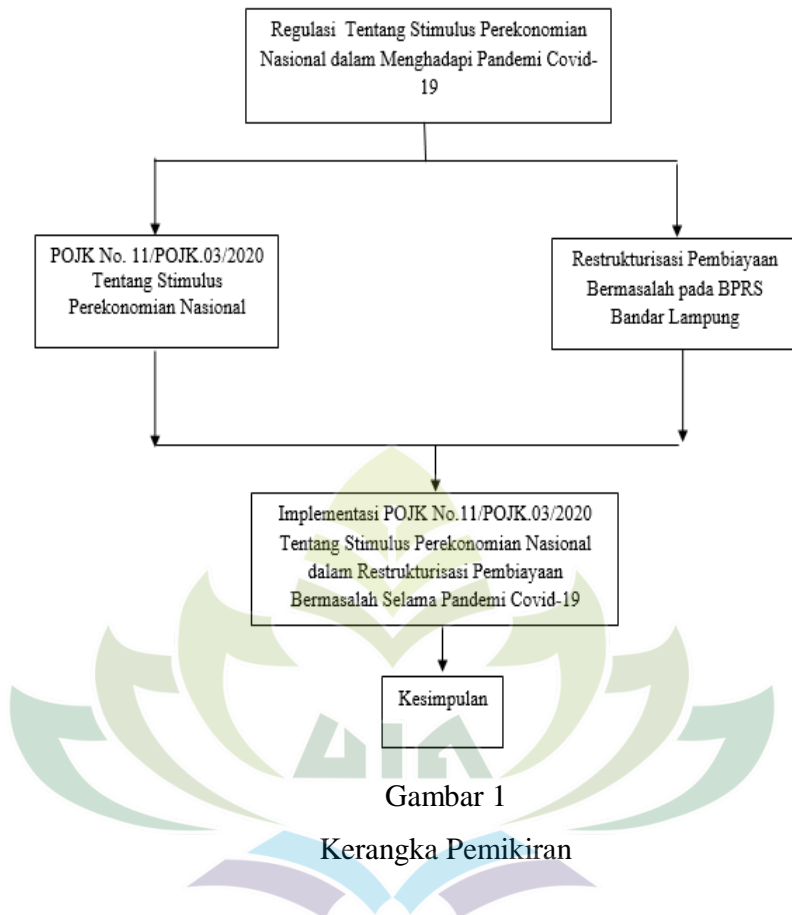 Regulasi Tentang Stimulus Perekonomian
Nasional dalam Menghadapi Pandemi Covid-
19
POJK No. 11/POJK.03/2020
Tentang Stimulus
Perekonomian Nasional
Restrukturisasi Pembiayaan
Bermasalah pada BPRS
Bandar Lampung
Implementasi POJK No.11/POJK.03/2020
Tentang Stimulus Perekonomian Nasional
dalam Restrukturisasi Pembiayaan
Bermasalah Selama Pandemi Covid-19
Kesimpulan
UIN
Gambar 1
Kerangka Pemikiran